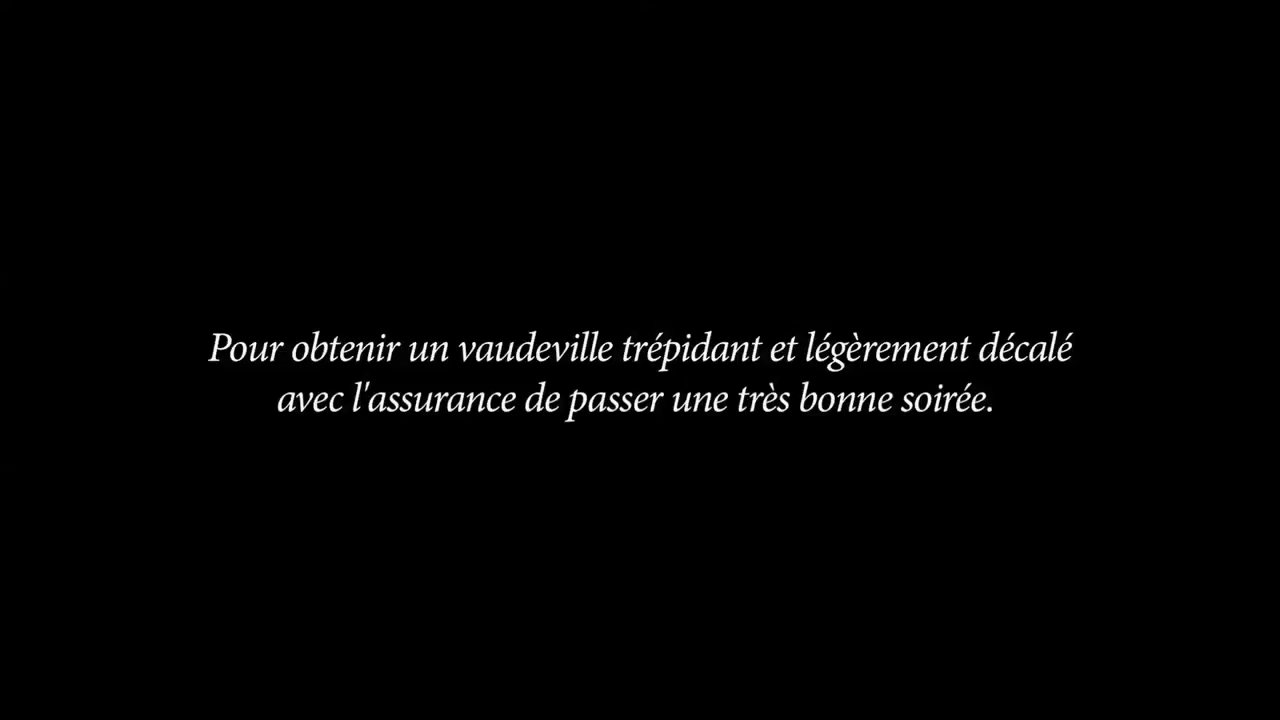 Pour obtenir un vaudeville trépidant et légèrement décalé
avec l'assurance de passer une très bonne soirée.